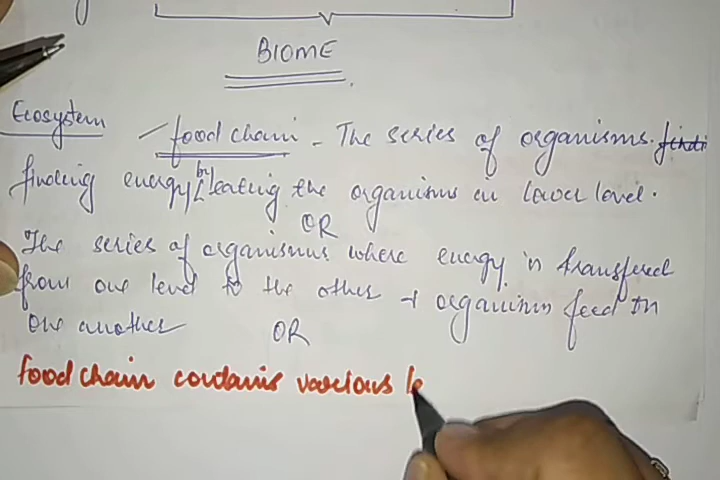 BIOME
Ecosystem food chain - The series of organisms.
finding energy by eating the organisms in lower level.
OR
The series of organisms where energy is transfered
from one level to the other + organisms feed on
one another OR
food chain contains various